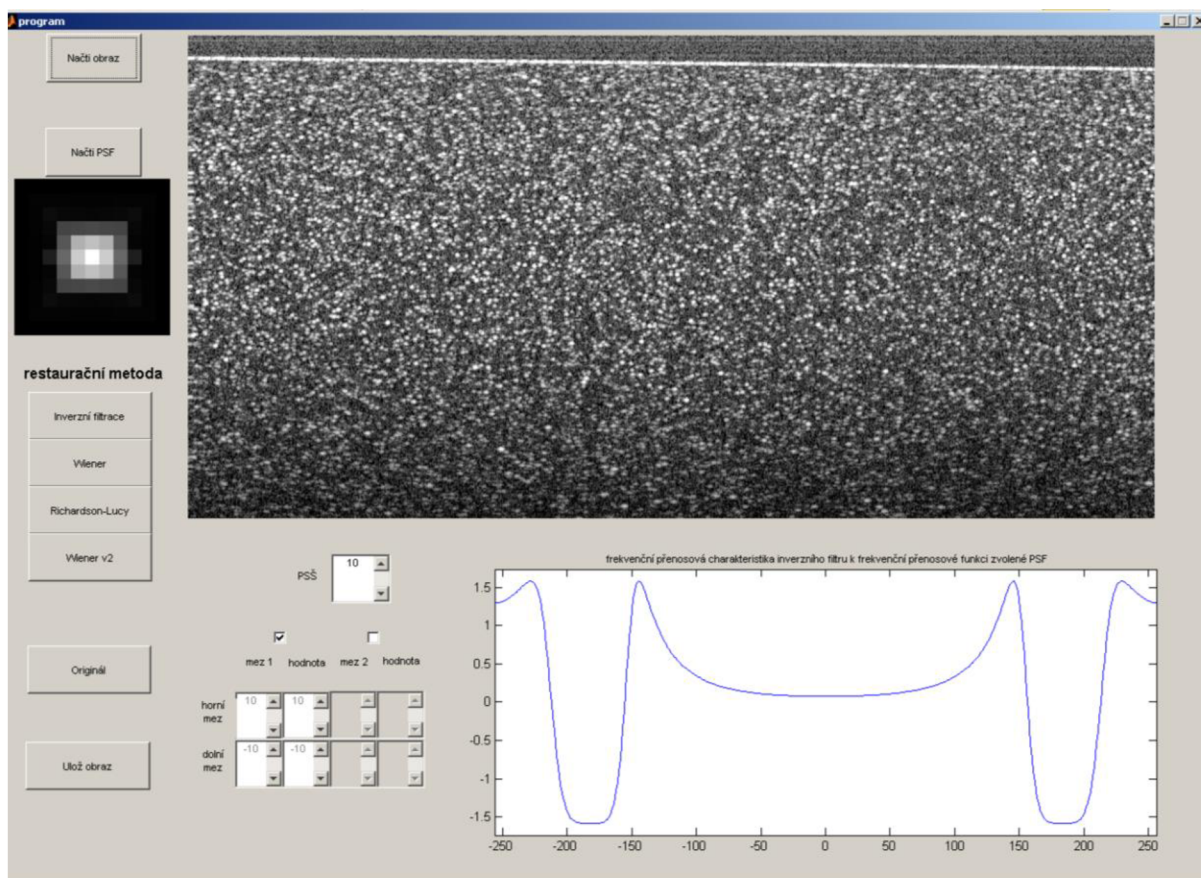 program
Načti obraz
Načti PSF
restaurační metoda
Inverzní filtrace
Wiener
Richardson-Lucy
Wiener v2
Originál
Ulož obraz
PSŠ
10
mez 1 hodnota mez 2 hodnota
horní
mez
10 10
dolní
mez
-10 -10
frekvenční přenosová charakteristika inverzního filtru k frekvenční přenosové funkci zvolené PSF
1.5
1
0.5
0
-0.5
-1
-1.5
-250 -200 -150 -100 -50 0 50 100 150 200 250